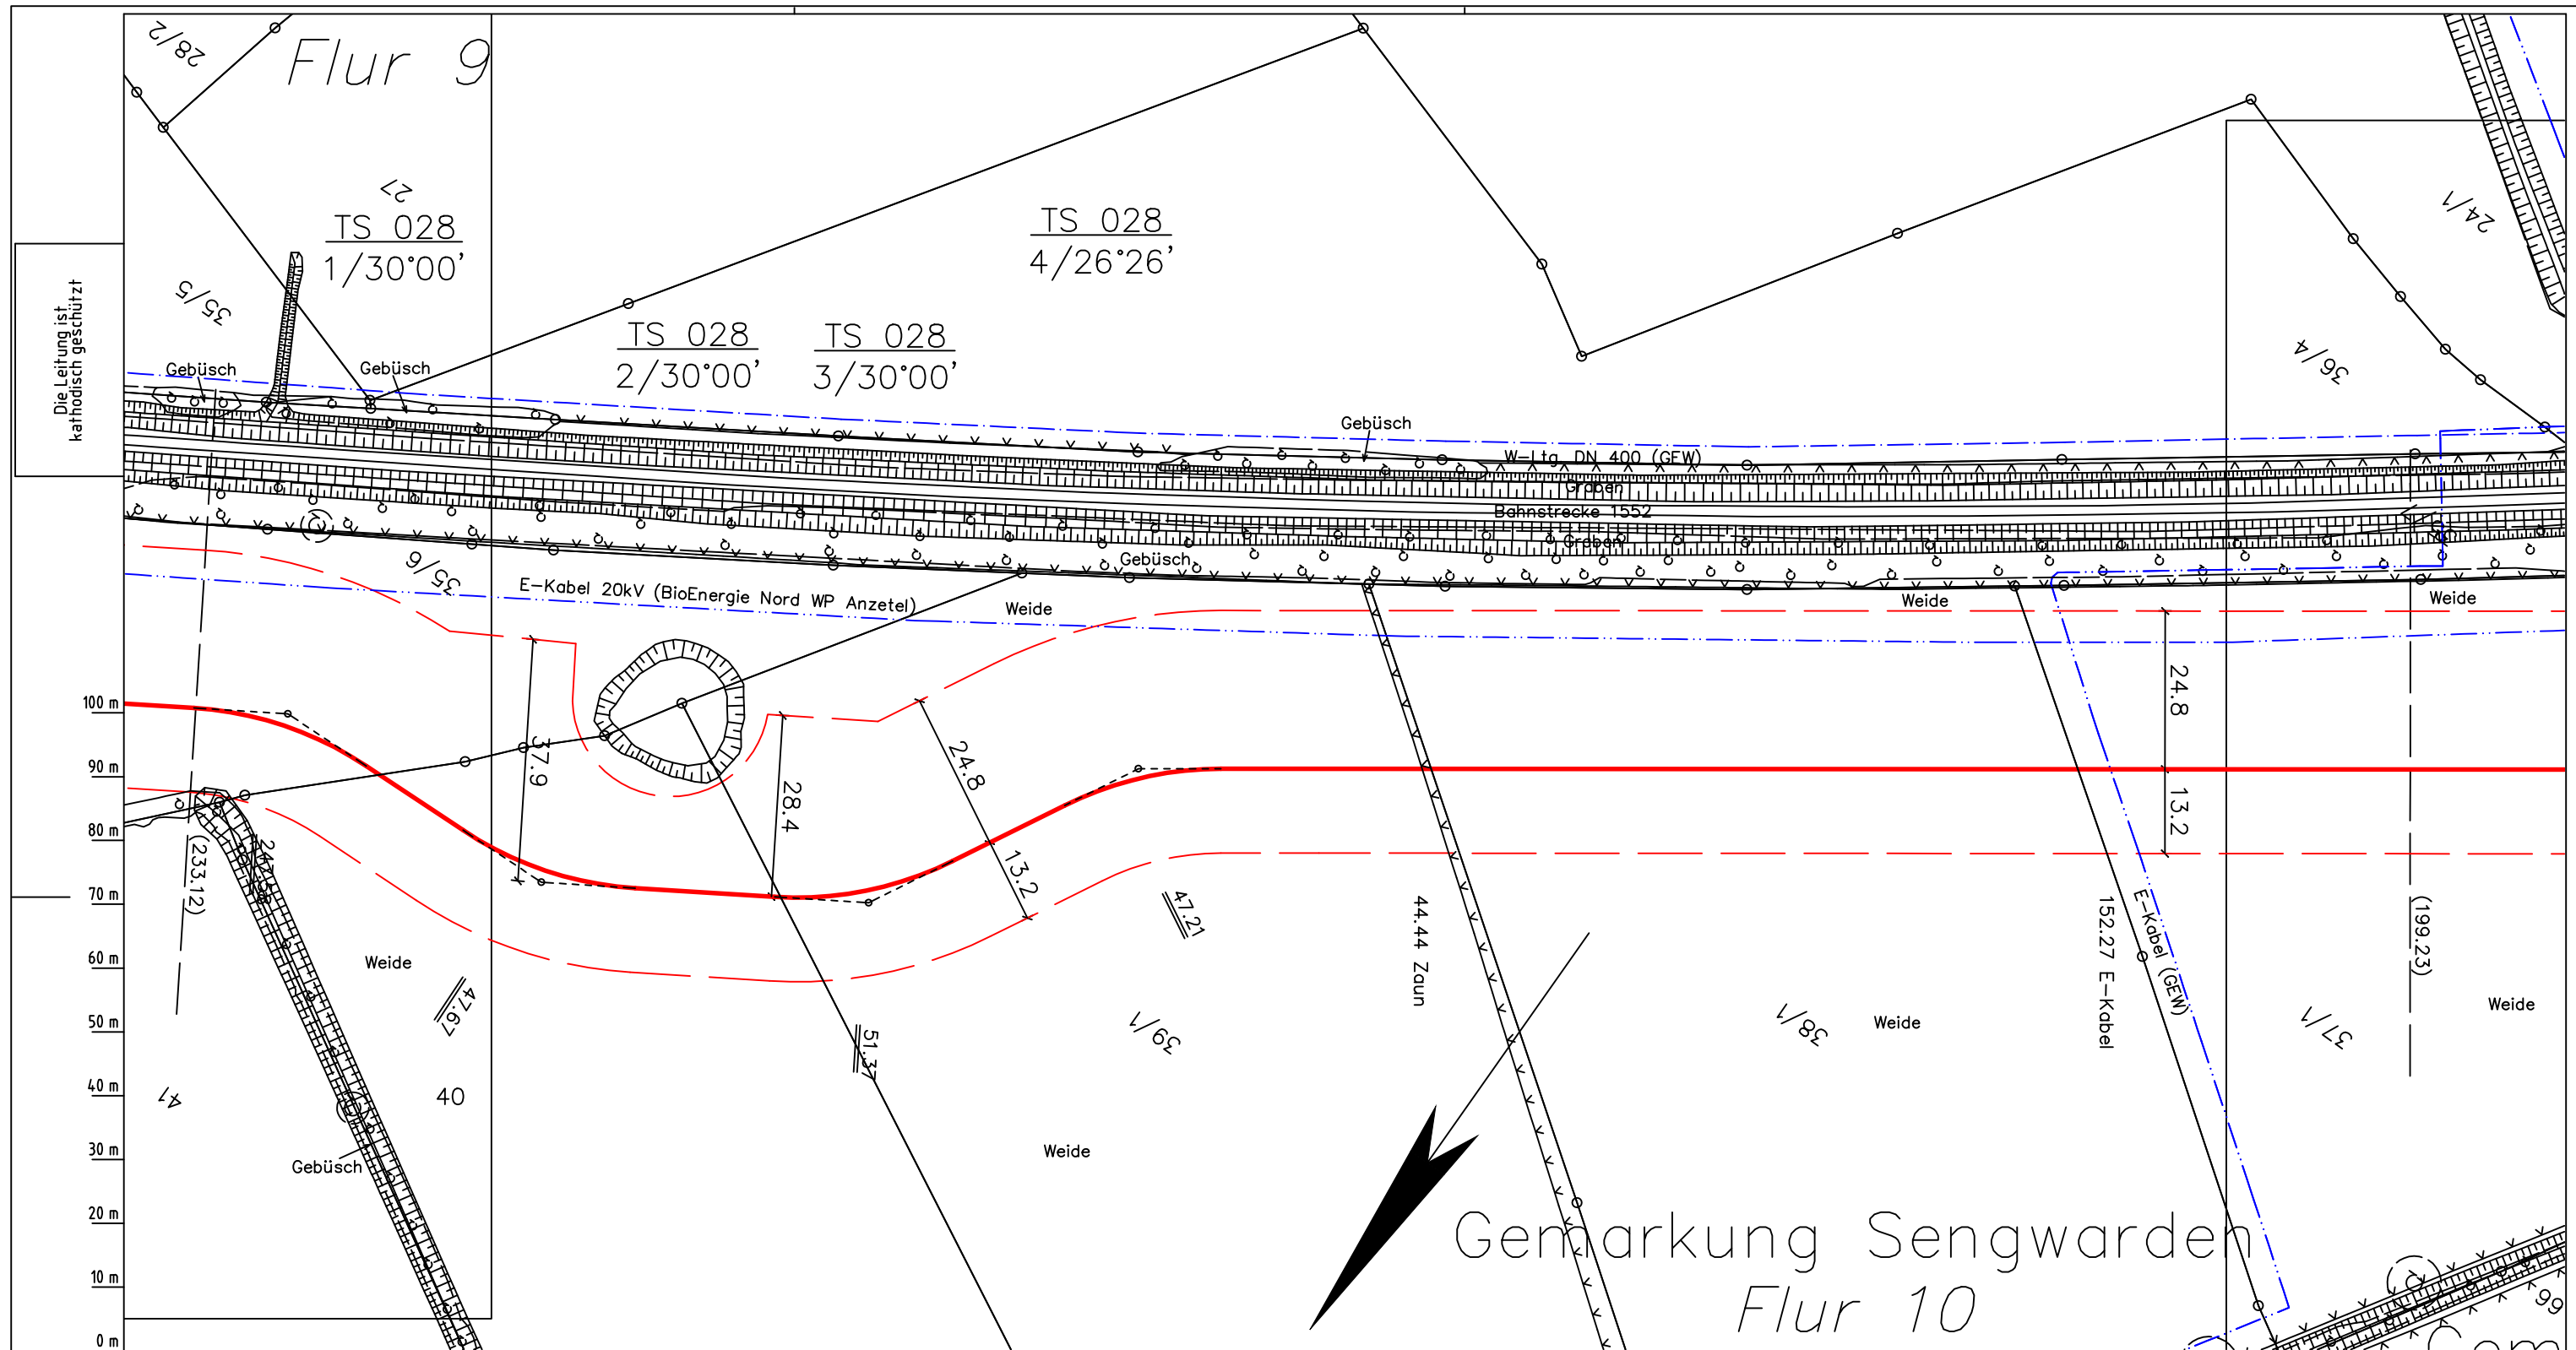 28/2
Flur 9
27
TS 028
1/30°00'
TS 028
4/26°26'
24/1
35/5
Die Leitung ist
kathodisch geschützt
TS 028
2/30°00'
TS 028
3/30°00'
36/4
Gebüsch
Gebüsch
Gebüsch
W-Ltg. DN 400 (GEW)
Graben
Bahnstrecke 1552
Graben
Gebüsch
35/6
E-Kabel 20kV (BioEnergie Nord WP Anzetel)
Weide
Weide
Weide
100 m
90 m
80 m
70 m
60 m
50 m
40 m
30 m
20 m
10 m
0 m
37.9
28.4
24.8
13.2
24.8
13.2
(233.12)
47.21
44.44 Zaun
152.27 E-Kabel
E-Kabel (GEW)
(199.23)
Weide
47.67
51.37
39/1
38/1
Weide
37/1
Weide
41
40
Weide
Gebüsch
Gemarkung Sengwarden
Flur 10
66